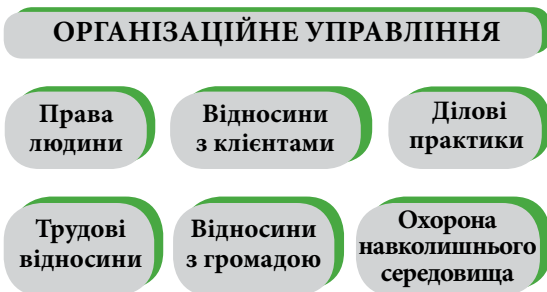 ОРГАНІЗАЦІЙНЕ УПРАВЛІННЯ
Права
людини
Відносини
з клієнтами
Ділові
практики
Трудові
відносини
Відносини
з громадою
Охорона
навколишнього
середовища